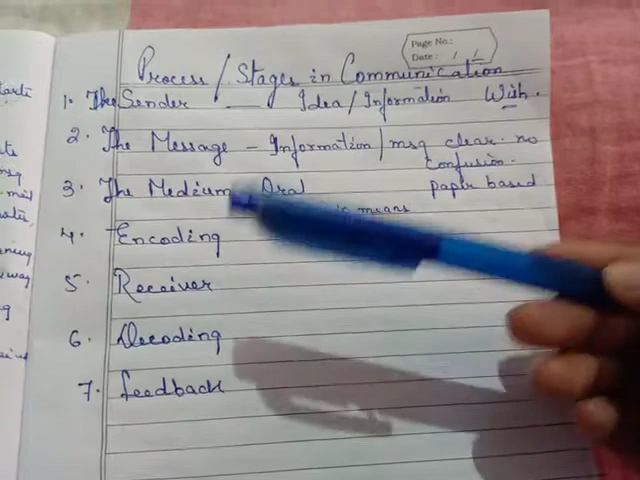 Page No.:
Date: / /
Process / Stages in Communication
1. The Sender — Idea / Information Wish.
2. The Message - Information / msg clear. no
confusion.
3. The Medium Oral paper based
means
4. Encoding
5. Receiver
6. Decoding
7. feedback